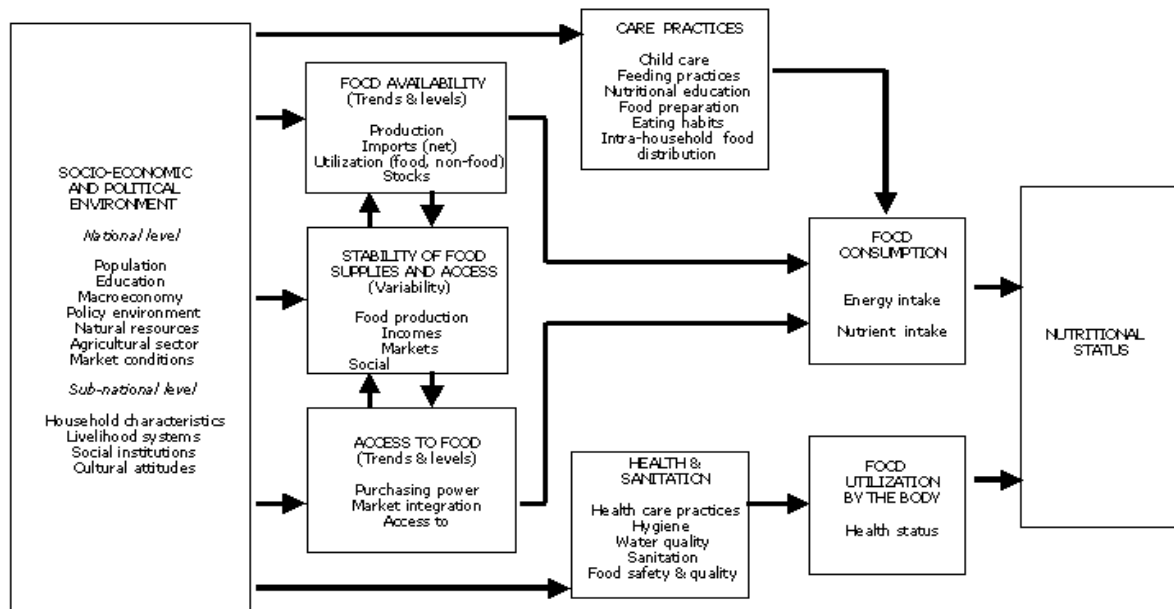 SOCIO-ECONOMIC
AND POLITICAL
ENVIRONMENT
National level
Population
Education
Macroeconomy
Policy environment
Natural resources
Agricultural sector
Market conditions
Sub-national level
Household characteristics
Livelihood systems
Social institutions
Cultural attitudes
FOOD AVAILABILITY
(Trends & levels)
Production
Imports (net)
Utilization (food, non-food)
Stocks
STABILITY OF FOOD
SUPPLIES AND ACCESS
(Variability)
Food production
Incomes
Markets
Social
ACCESS TO FOOD
(Trends & levels)
Purchasing power
Market integration
Access to
CARE PRACTICES
Child care
Feeding practices
Nutritional education
Food preparation
Eating habits
Intra-household food
distribution
HEALTH &
SANITATION
Health care practices
Hygiene
Water quality
Sanitation
Food safety & quality
FOOD
CONSUMPTION
Energy intake
Nutrient intake
FOOD
UTILIZATION
BY THE BODY
Health status
NUTRITIONAL
STATUS